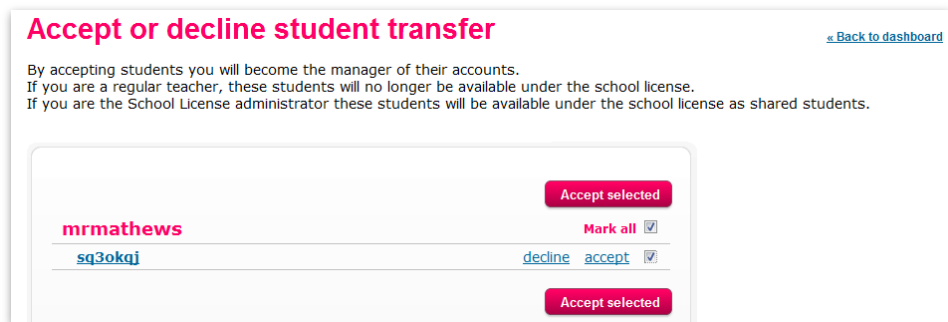 Accept or decline student transfer
« Back to dashboard
By accepting students you will become the manager of their accounts.
If you are a regular teacher, these students will no longer be available under the school license.
If you are the School License administrator these students will be available under the school license as shared students.
Accept selected
mrmathews Mark all
sq3okqj decline accept
Accept selected